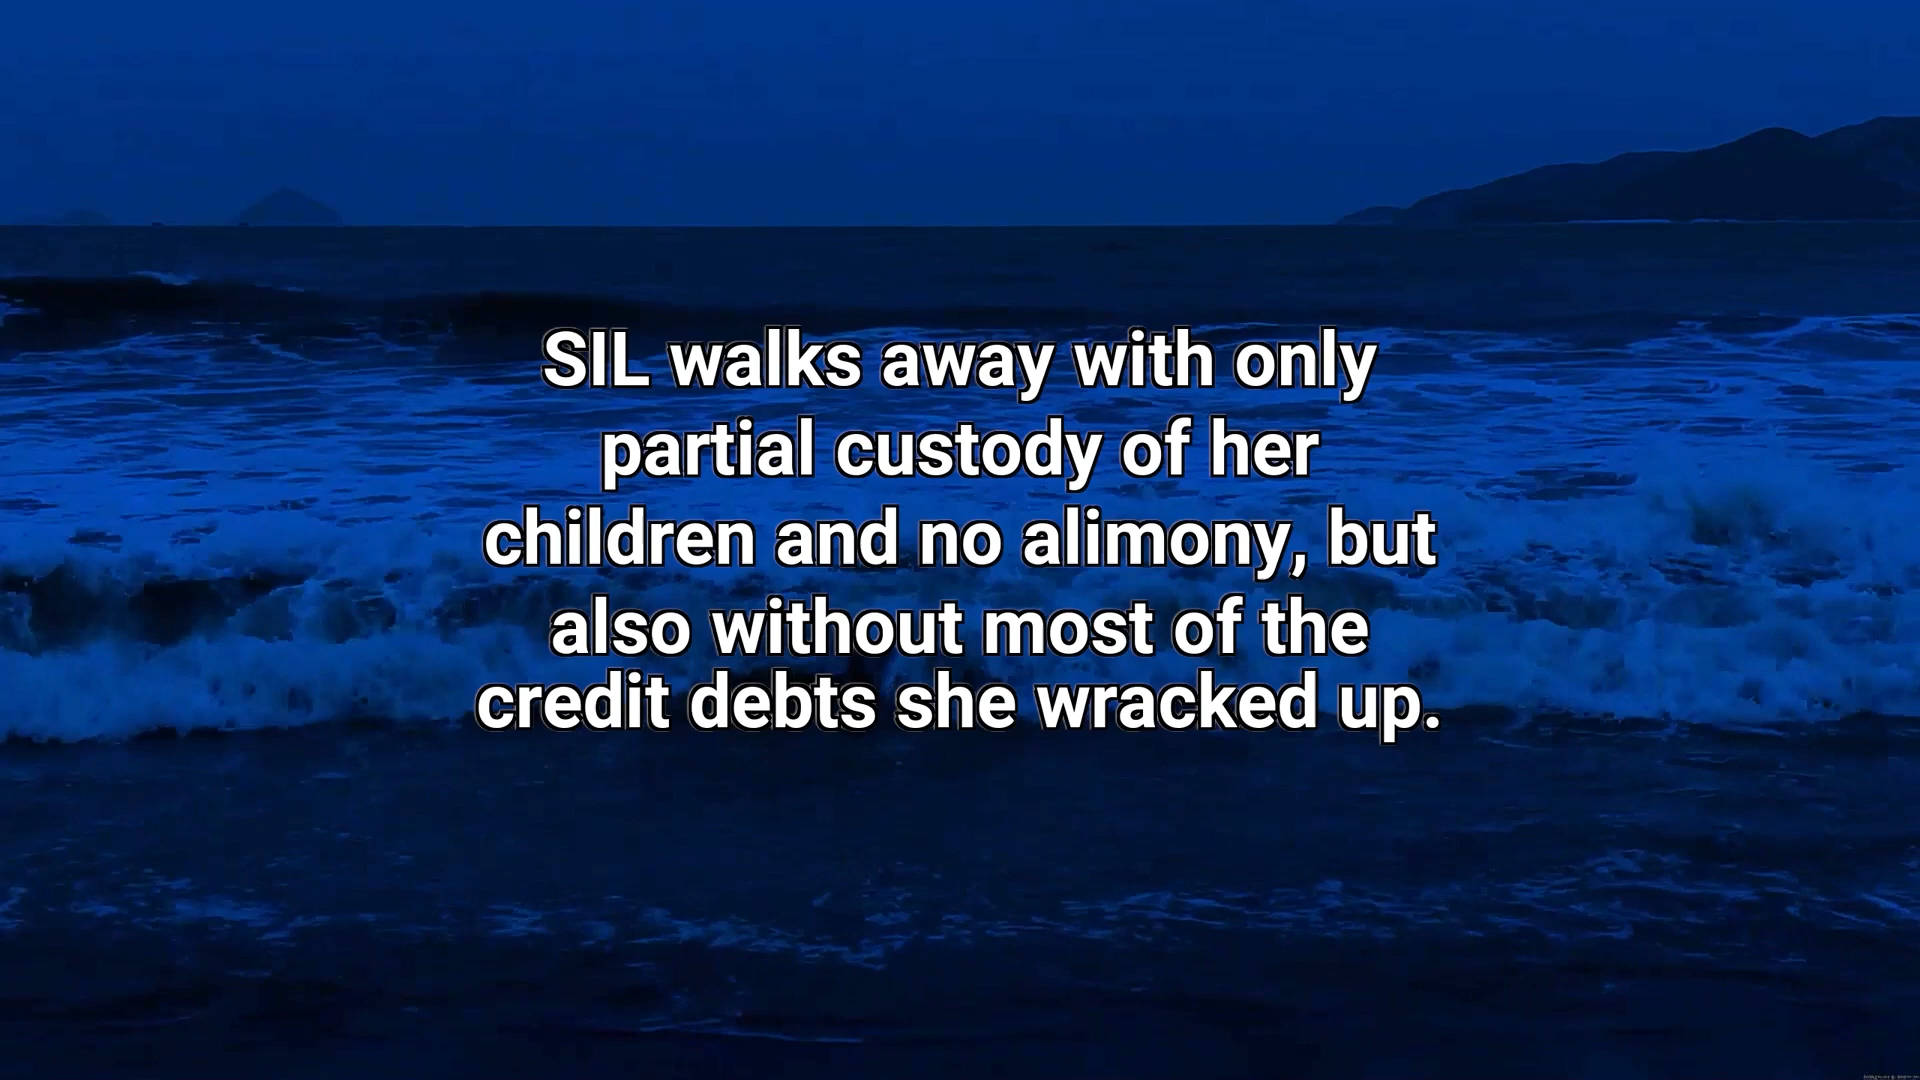 SIL walks away with only
partial custody of her
children and no alimony, but
also without most of the
credit debts she wracked up.